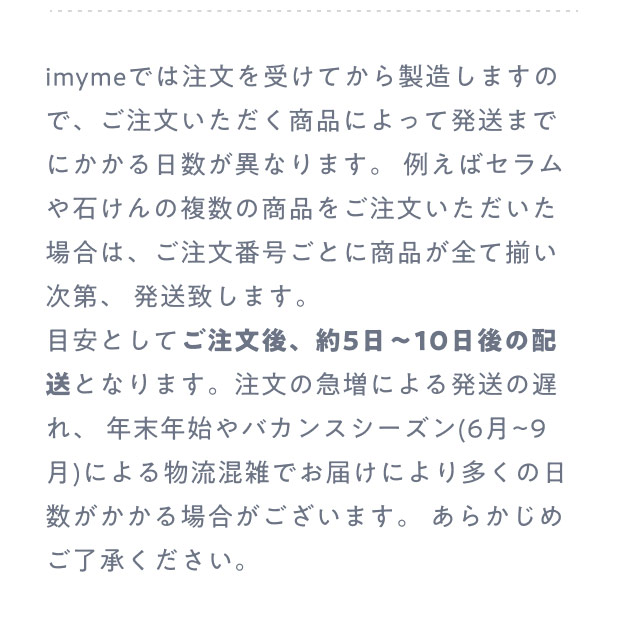 imymeでは注文を受けてから製造しますの
で、ご注文いただく商品によって発送まで
にかかる日数が異なります。 例えばセラム
や石けんの複数の商品をご注文いただいた
場合は、ご注文番号ごとに商品が全て揃い
次第、 発送致します。
目安としてご注文後、約5日～10日後の配
送となります。注文の急増による発送の遅
れ、 年末年始やバカンスシーズン(6月~9
月)による物流混雑でお届けにより多くの日
数がかかる場合がございます。 あらかじめ
ご了承ください。